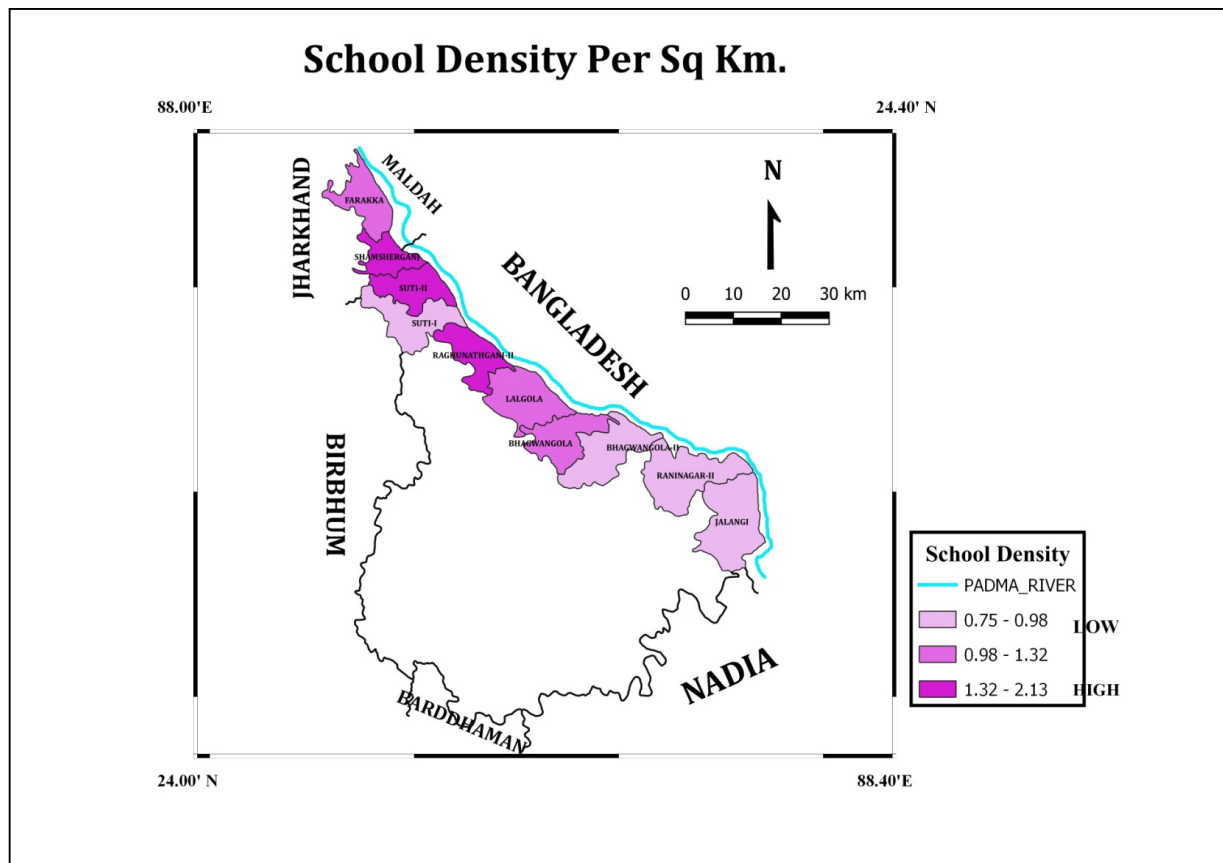 School Density Per Sq Km.
88.00'E
24.40' N
JHARKHAND
MALDAH
N
FARAKKA
SHAMSHERGANJ
BANGLADESH
SUTI-II
0 10 20 30 km
SUTI-I
RAGHUNATHGANJ-II
LALGOLA
BHAGWANGOLA
BHAGWANGOLA-II
RANINAGAR-II
BIRBHUM
JALANGI
School Density
PADMA_RIVER
0.75 - 0.98 LOW
0.98 - 1.32
1.32 - 2.13 HIGH
NADIA
BARDDHAMAN
24.00' N
88.40'E